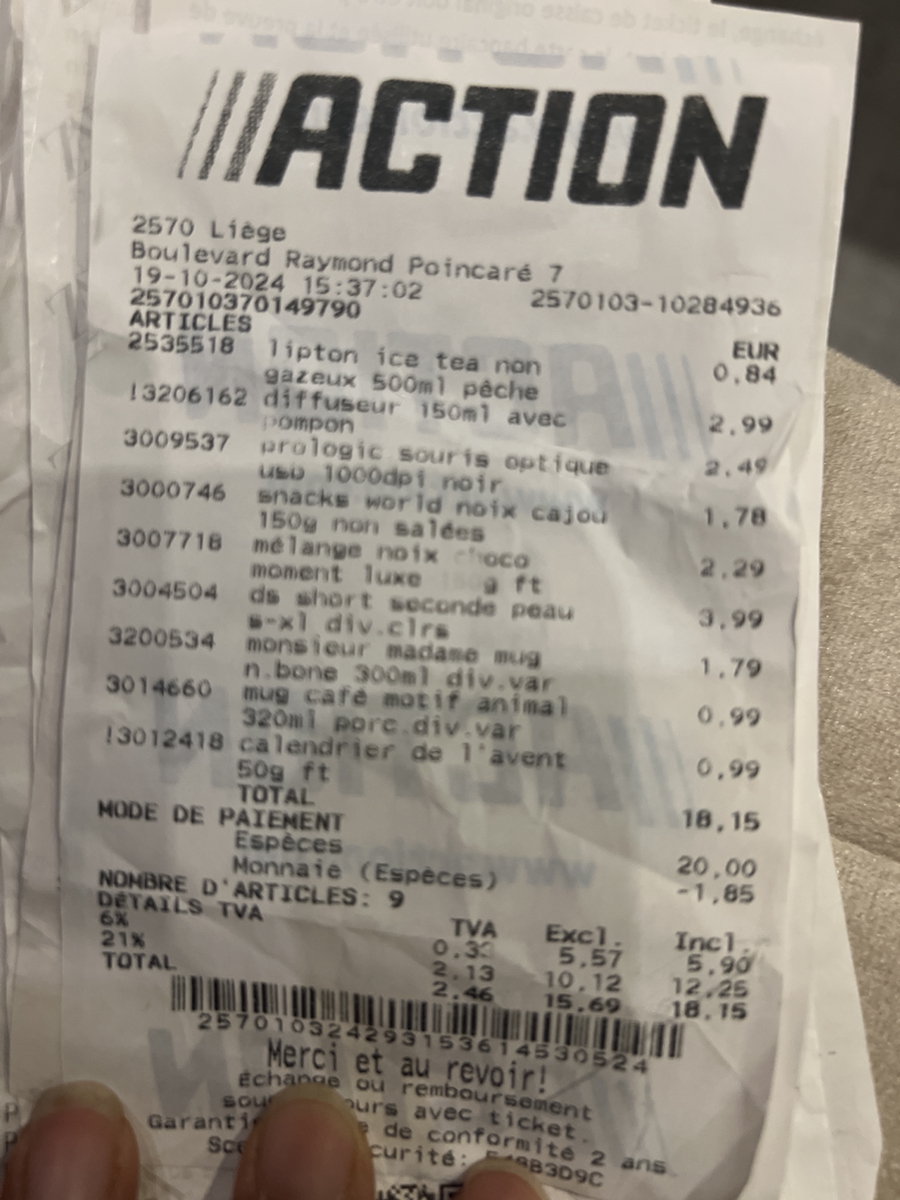 ACTION
2570 Liège
Boulevard Raymond Poincaré 7
19-10-2024 15:37:02 2570103-10284936
257010370149790
ARTICLES EUR
2535518 lipton ice tea non 0,84
gazeux 500ml pêche
!3206162 diffuseur 150ml avec 2,99
pompon
3009537 prologic souris optique 2,49
usb 1000dpi noir
3000746 snacks world noix cajou 1,78
150g non salées
3007718 mélange noix choco 2,29
moment luxe g ft
3004504 ds short seconde peau 3,99
s-xl div.clrs
3200534 monsieur madame mug 1,79
n.bone 300ml div.var
3014660 mug café motif animal 0,99
320ml porc.div.var
!3012418 calendrier de l'avent 0,99
50g ft
TOTAL 18,15
MODE DE PAIEMENT
Espèces 20,00
Monnaie (Espèces) -1,85
NOMBRE D'ARTICLES: 9
DÉTAILS TVA TVA Excl. Incl.
6% 0.33 5.57 5.90
21% 2.13 10.12 12.25
TOTAL 2.46 15.69 18.15
257010324293153614530524
Merci et au revoir!
Échange ou remboursement
avec ticket.
de conformité 2 ans